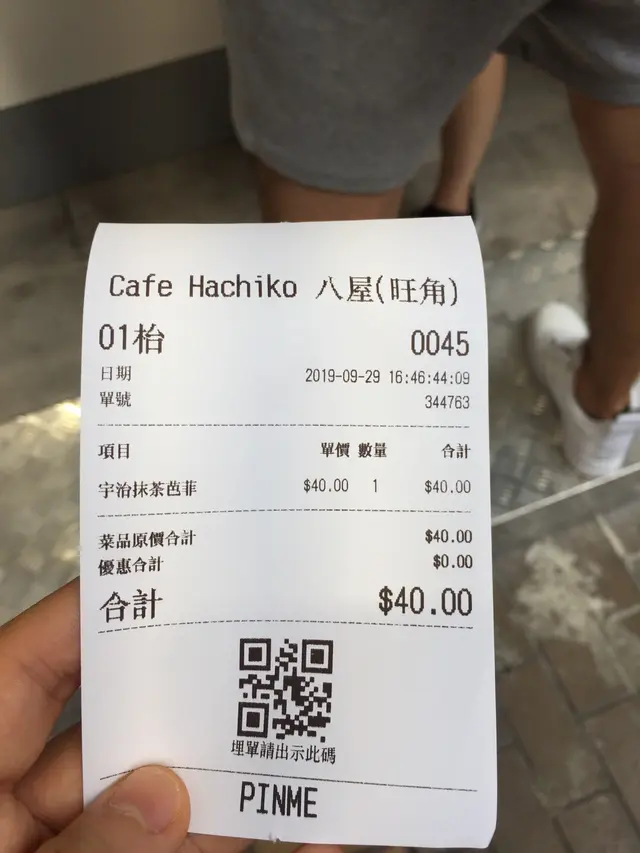 Cafe Hachiko 八屋(旺角)
01枱 0045
日期 2019-09-29 16:46:44:09
單號 344763
項目 單價 數量 合計
宇治抹茶芭菲 $40.00 1 $40.00
菜品原價合計 $40.00
優惠合計 $0.00
合計 $40.00
埋單請出示此碼
PINME